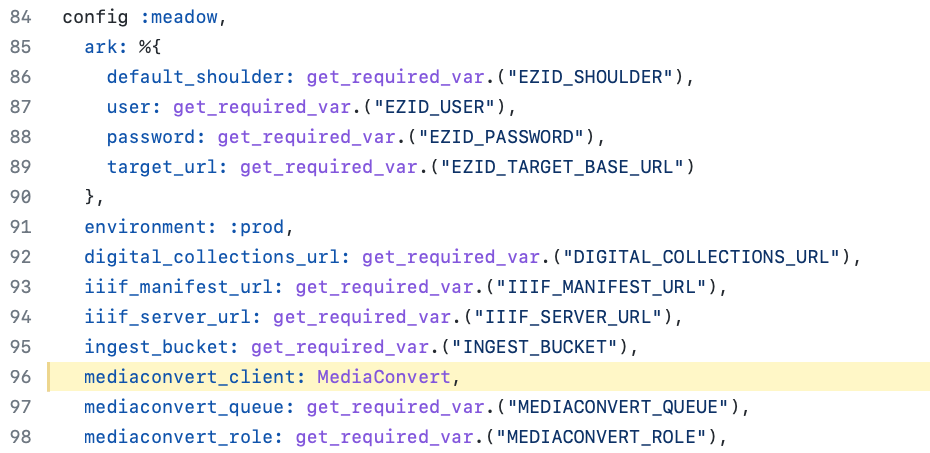 84 config :meadow,
85 ark: %{
86 default_shoulder: get_required_var.("EZID_SHOULDER"),
87 user: get_required_var.("EZID_USER"),
88 password: get_required_var.("EZID_PASSWORD"),
89 target_url: get_required_var.("EZID_TARGET_BASE_URL")
90 },
91 environment: :prod,
92 digital_collections_url: get_required_var.("DIGITAL_COLLECTIONS_URL"),
93 iiif_manifest_url: get_required_var.("IIIF_MANIFEST_URL"),
94 iiif_server_url: get_required_var.("IIIF_SERVER_URL"),
95 ingest_bucket: get_required_var.("INGEST_BUCKET"),
96 mediaconvert_client: MediaConvert,
97 mediaconvert_queue: get_required_var.("MEDIACONVERT_QUEUE"),
98 mediaconvert_role: get_required_var.("MEDIACONVERT_ROLE"),